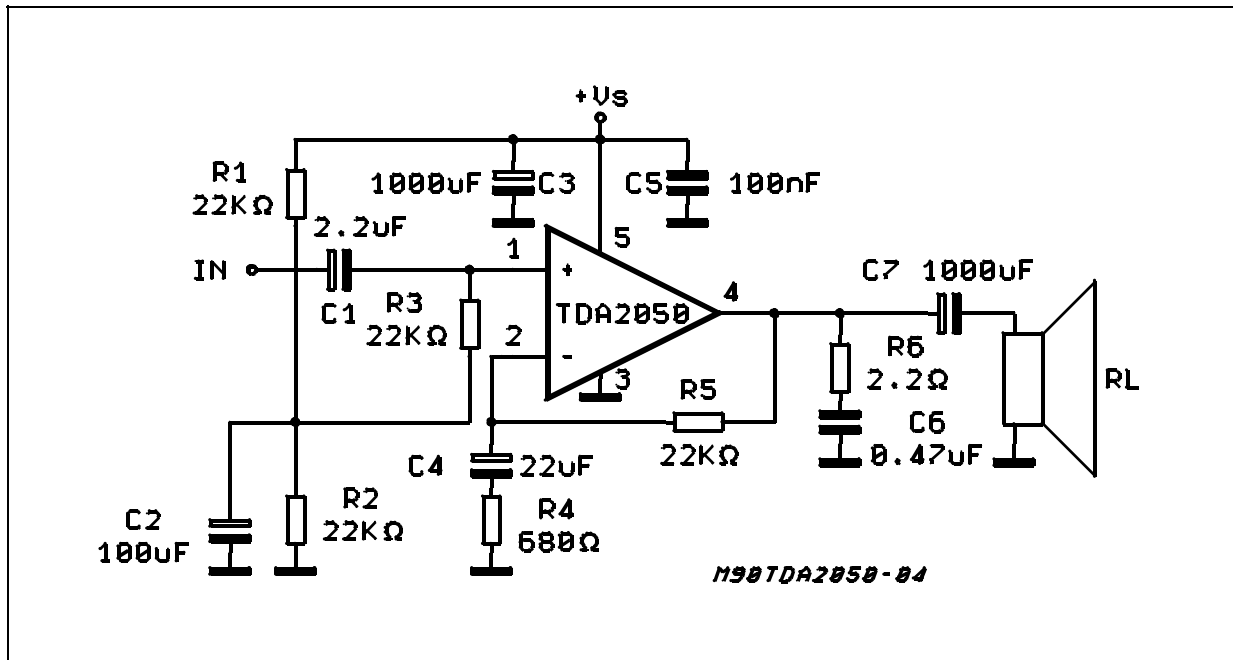 +Vs
R1
22KΩ
1000uF
C3
C5
100nF
2.2uF
IN
C1
1
5
+
TDA2050
4
C7 1000uF
R3
22KΩ
2
-
3
R5
22KΩ
R6
2.2Ω
RL
C6
0.47uF
C4
22uF
R4
680Ω
R2
22KΩ
C2
100uF
M90TDA2050-04